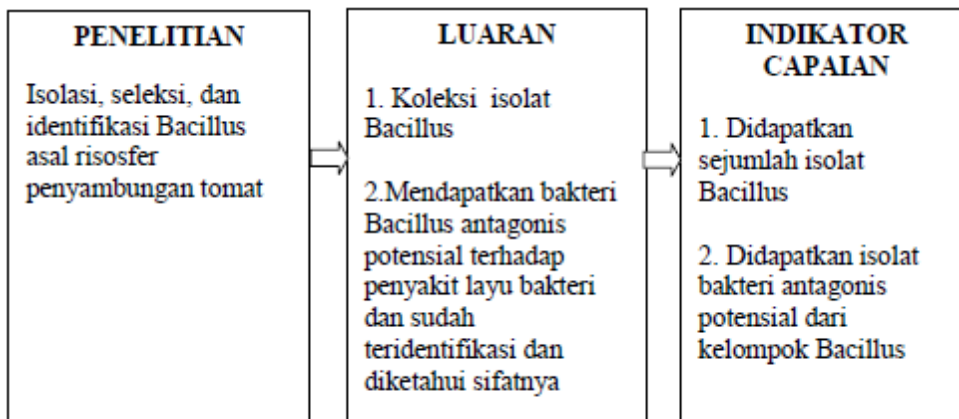 PENELITIAN
Isolasi, seleksi, dan
identifikasi Bacillus
asal risosfer
penyambungan tomat
LUARAN
1. Koleksi isolat
Bacillus
2.Mendapatkan bakteri
Bacillus antagonis
potensial terhadap
penyakit layu bakteri
dan sudah
teridentifikasi dan
diketahui sifatnya
INDIKATOR
CAPAIAN
1. Didapatkan
sejumlah isolat
Bacillus
2. Didapatkan isolat
bakteri antagonis
potensial dari
kelompok Bacillus